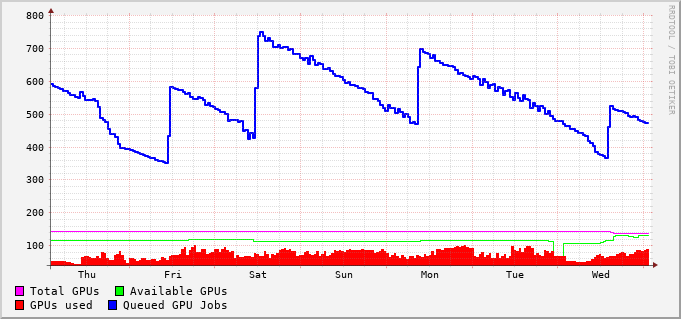 800
700
600
500
400
300
200
100
Thu Fri Sat Sun Mon Tue Wed
Total GPUs Available GPUs
GPUs used Queued GPU Jobs
RRDTOOL / TOBI OETIKER